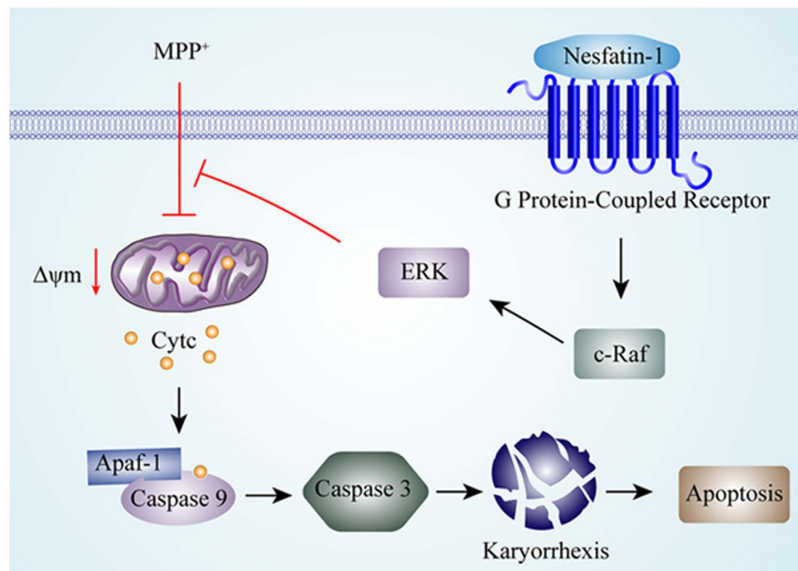 MPP⁺
Nesfatin-1
G Protein-Coupled Receptor
Δψm
ERK
Cytc
c-Raf
Apaf-1
Caspase 9
Caspase 3
Karyorrhexis
Apoptosis